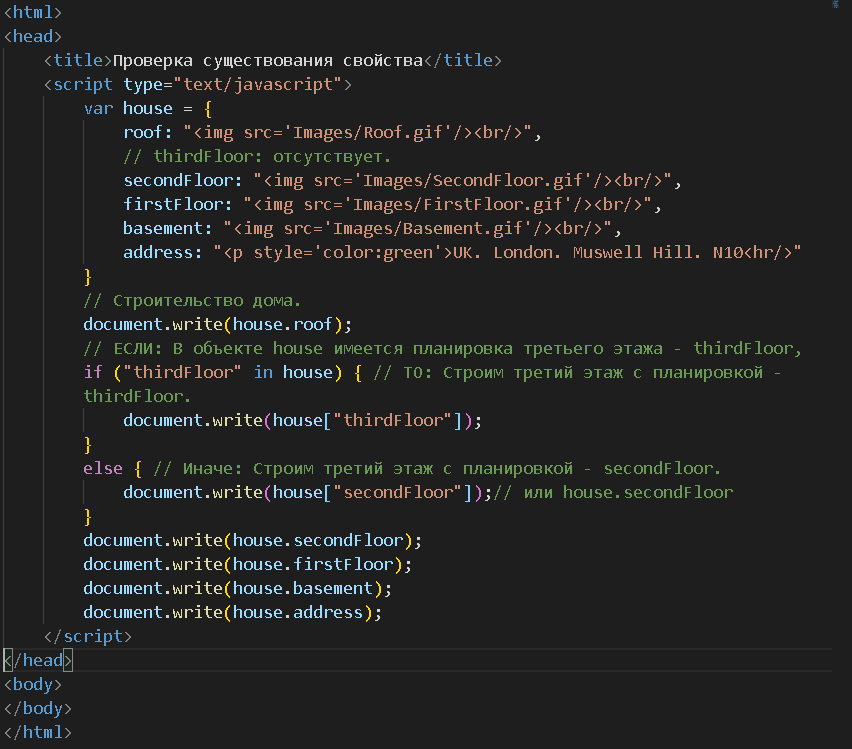 <html>
<head>
    <title>Проверка существования свойства</title>
    <script type="text/javascript">
        var house = {
            roof: "<img src='Images/Roof.gif'/><br/>",
            // thirdFloor: отсутствует.
            secondFloor: "<img src='Images/SecondFloor.gif'/><br/>",
            firstFloor: "<img src='Images/FirstFloor.gif'/><br/>",
            basement: "<img src='Images/Basement.gif'/><br/>",
            address: "<p style='color:green'>UK. London. Muswell Hill. N10<hr/>"
        }
        // Строительство дома.
        document.write(house.roof);
        // ЕСЛИ: В объекте house имеется планировка третьего этажа - thirdFloor,
        if ("thirdFloor" in house) { // ТО: Строим третий этаж с планировкой -
        thirdFloor.
            document.write(house["thirdFloor"]);
        }
        else { // Иначе: Строим третий этаж с планировкой - secondFloor.
            document.write(house["secondFloor"]);// или house.secondFloor
        }
        document.write(house.secondFloor);
        document.write(house.firstFloor);
        document.write(house.basement);
        document.write(house.address);
    </script>
</head>
<body>
</body>
</html>